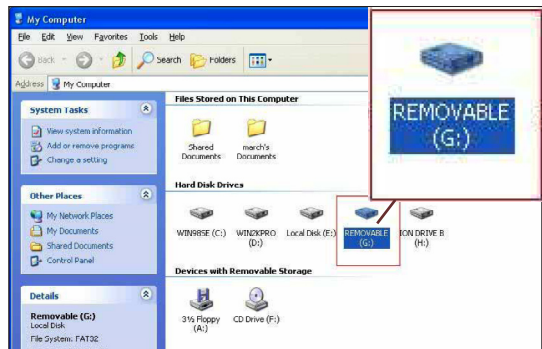 My Computer
File Edit View Favorites Tools Help
Back Search Folders
Address My Computer
System Tasks
View system information
Add or remove programs
Change a setting
Other Places
My Network Places
My Documents
Shared Documents
Control Panel
Details
Removable (G:)
Local Disk
File System: FAT32
Files Stored on This Computer
Shared Documents
march's Documents
Hard Disk Drives
WIN98SE (C:)
WIN2KPRO (D:)
Local Disk (E:)
REMOVABLE (G:)
ION DRIVE B (H:)
Devices with Removable Storage
3½ Floppy (A:)
CD Drive (F:)
REMOVABLE
(G:)